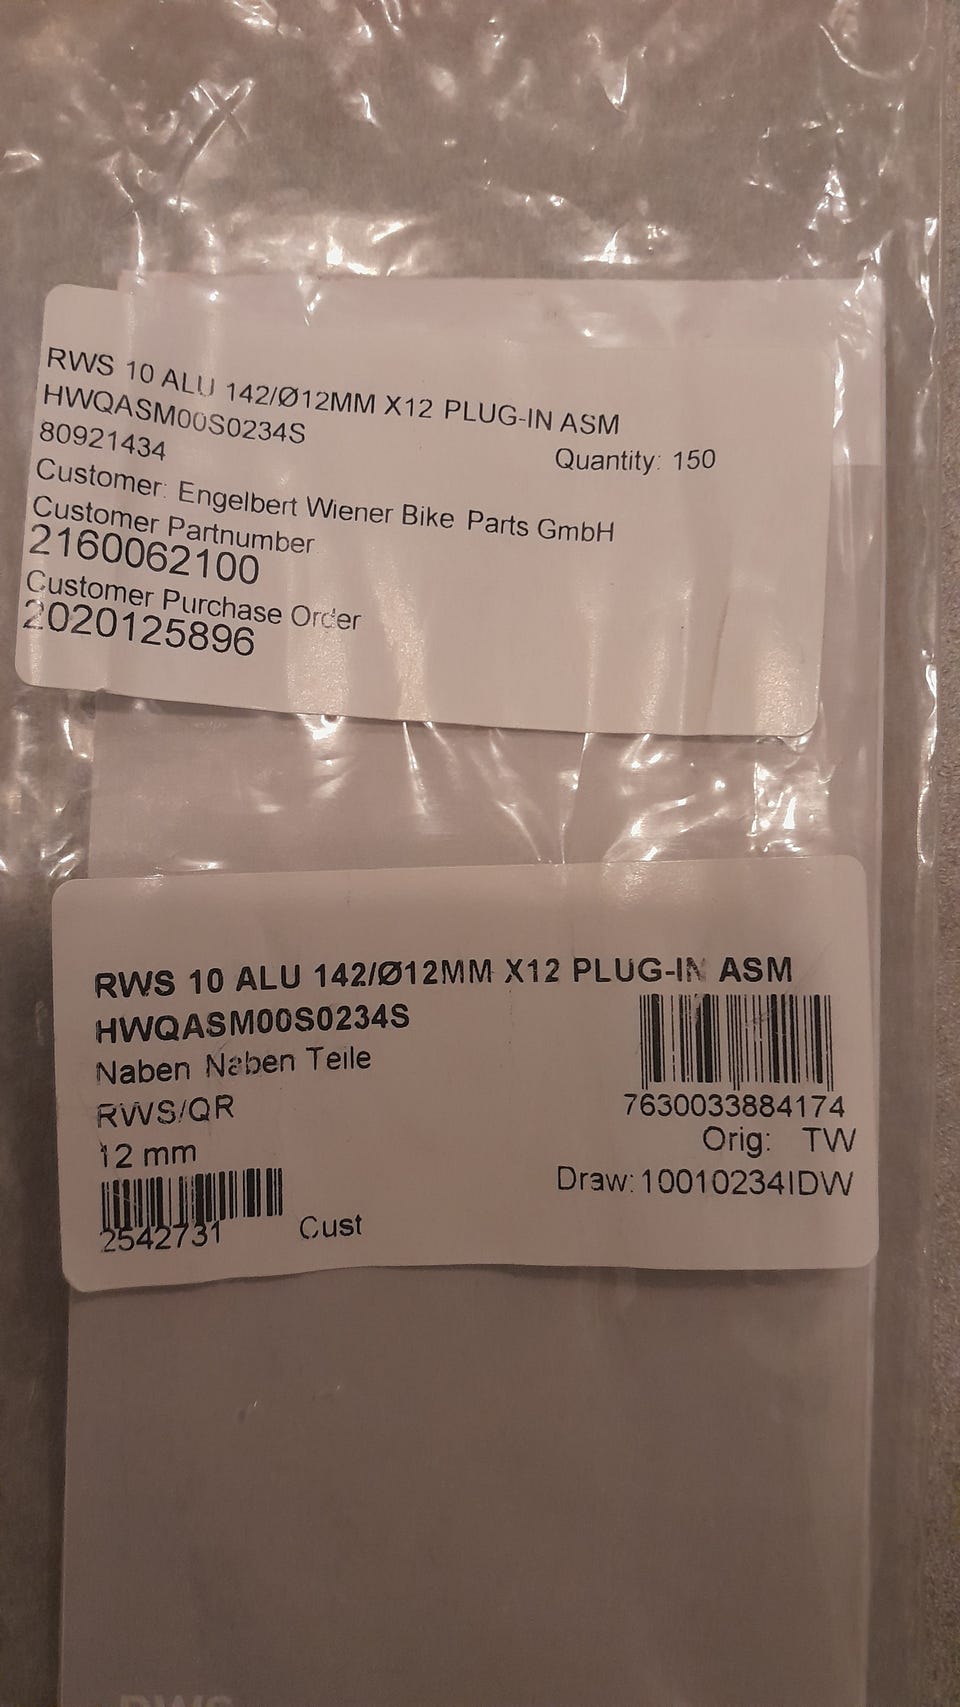 RWS 10 ALU 142/Ø12MM X12 PLUG-IN ASM
HWQASM00S0234S
80921434
Quantity: 150
Customer: Engelbert Wiener Bike Parts GmbH
Customer Partnumber
2160062100
Customer Purchase Order
2020125896
RWS 10 ALU 142/Ø12MM X12 PLUG-IN ASM
HWQASM00S0234S
Naben Naben Teile
RWS/QR
7630033884174
12 mm
Orig: TW
Draw:10010234IDW
2542731
Cust
RWS